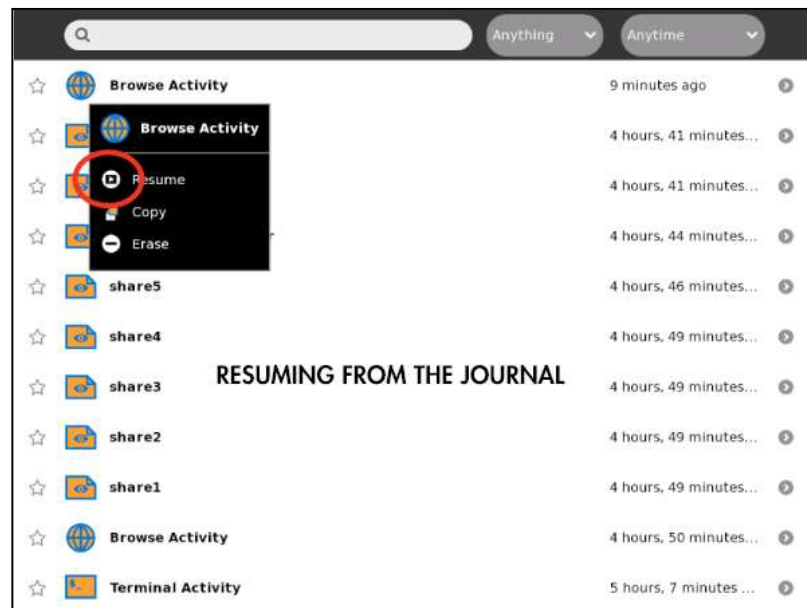 Anything
Anytime
Browse Activity 9 minutes ago
Browse Activity
4 hours, 41 minutes...
Resume
4 hours, 41 minutes...
Copy
4 hours, 44 minutes...
Erase
share5 4 hours, 46 minutes...
share4 4 hours, 49 minutes...
share3 4 hours, 49 minutes...
RESUMING FROM THE JOURNAL
share2 4 hours, 49 minutes...
share1 4 hours, 49 minutes...
Browse Activity 4 hours, 50 minutes...
Terminal Activity 5 hours, 7 minutes ...